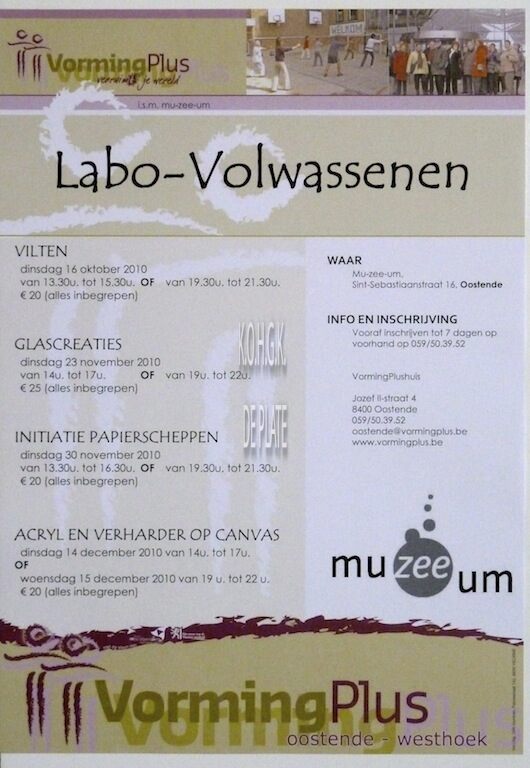 VormingPlus
verruimt je wereld
WELKOM
i.s.m. mu-zee-um
Labo-Volwassenen
VILTEN
dinsdag 16 oktober 2010
van 13.30u. tot 15.30u. OF van 19.30u. tot 21.30u.
€ 20 (alles inbegrepen)
GLASCREATIES
dinsdag 23 november 2010
van 14u. tot 17u. OF van 19u. tot 22u.
€ 25 (alles inbegrepen)
INITIATIE PAPIERSCHEPPEN
dinsdag 30 november 2010
van 13.30u. tot 16.30u. OF van 19.30u. tot 21.30u.
€ 20 (alles inbegrepen)
ACRYL EN VERHARDER OP CANVAS
dinsdag 14 december 2010 van 14u. tot 17u.
OF
woensdag 15 december 2010 van 19 u. tot 22 u.
€ 20 (alles inbegrepen)
WAAR
Mu-zee-um,
Sint-Sebastiaanstraat 16, Oostende
INFO EN INSCHRIJVING
Vooraf inschrijven tot 7 dagen op
voorhand op 059/50.39.52
VormingPlushuis
Jozef II-straat 4
8400 Oostende
059/50.39.52
oostende@vormingplus.be
www.vormingplus.be
K.O.H.G.K.
DE PLATE
muzeeum
VormingPlus
oostende - westhoek